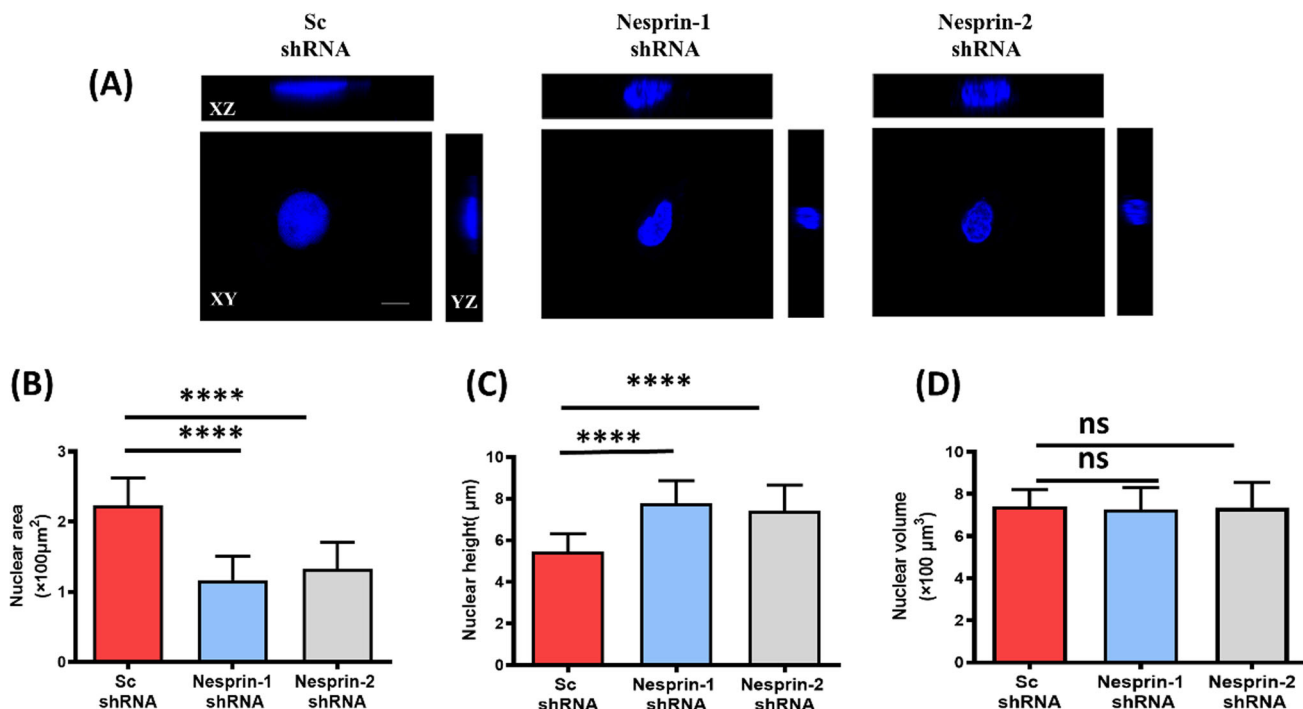 Sc
shRNA
Nesprin-1
shRNA
Nesprin-2
shRNA
(A)
XZ
XY
YZ
(B)
****
****
Nuclear area
(×100μm²)
3
2
1
0
Sc
shRNA
Nesprin-1
shRNA
Nesprin-2
shRNA
(C)
****
****
Nuclear height( μm)
10
8
6
4
2
0
Sc
shRNA
Nesprin-1
shRNA
Nesprin-2
shRNA
(D)
ns
ns
Nuclear volume
(×100 μm³)
10
8
6
4
2
0
Sc
shRNA
Nesprin-1
shRNA
Nesprin-2
shRNA